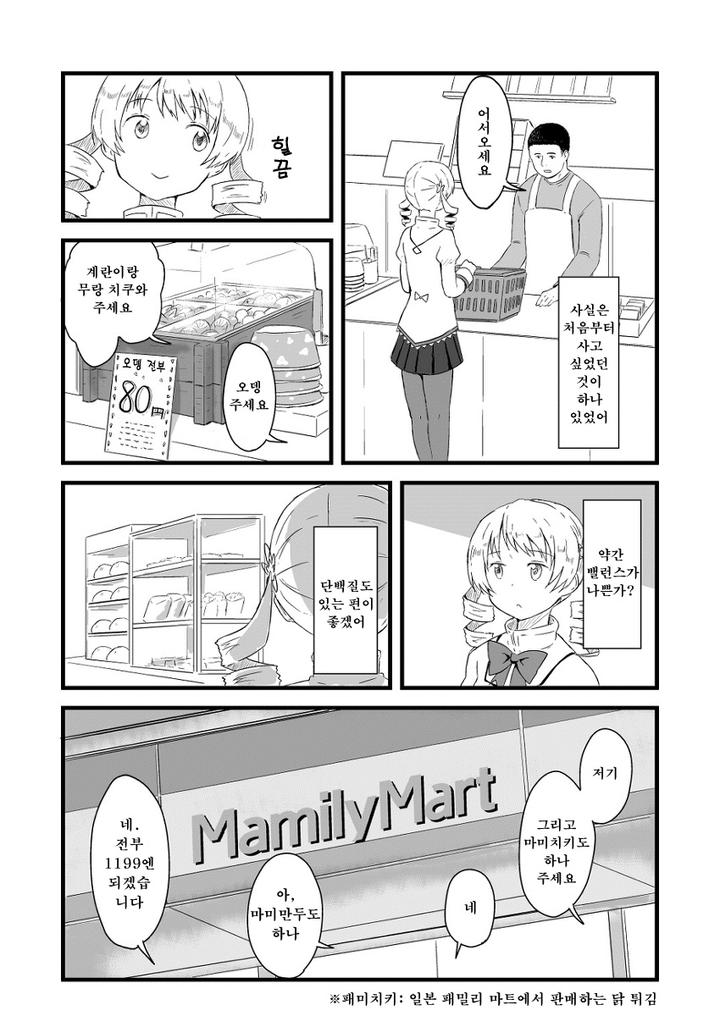 어서오세요
사실은
처음부터
사고
싶었던
것이
하나
있었어
힐
끔
오뎅
주세요
계란이랑
무랑 치쿠와
주세요
오뎅 전부
80円
약간
밸런스가
나쁜가?
단백질도
있는 편이
좋겠어
MamilyMart
저기
그리고
마미치키도
하나
주세요
네
아,
마미만두도
하나
네.
전부
1199엔
되겠습
니다
※패미치키: 일본 패밀리 마트에서 판매하는 닭 튀김